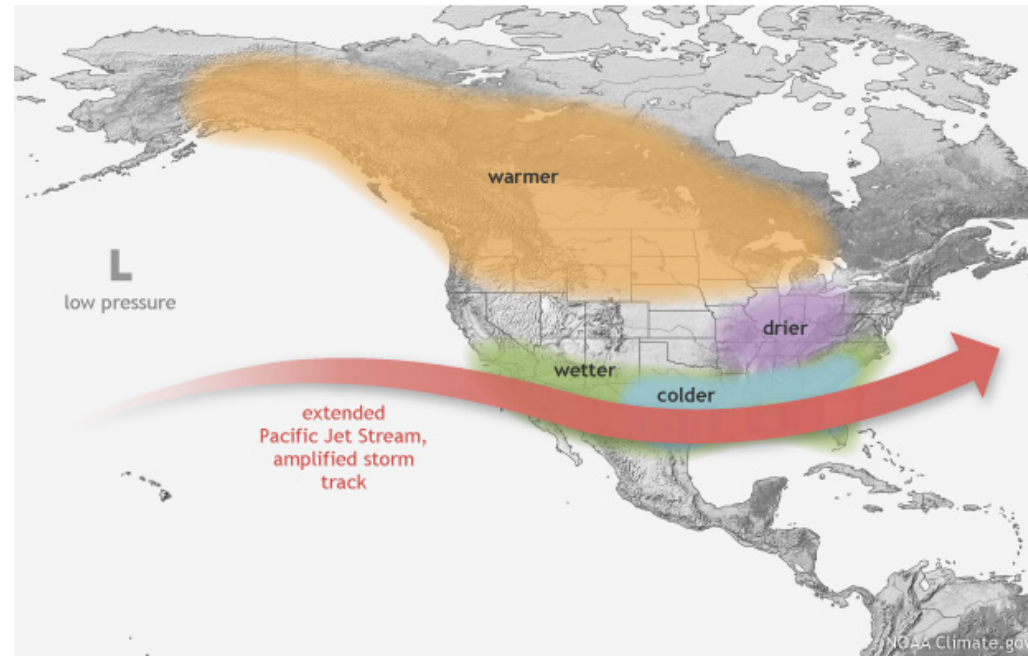 warmer
L
low pressure
drier
wetter
colder
extended
Pacific Jet Stream,
amplified storm
track
NOAA Climate.gov